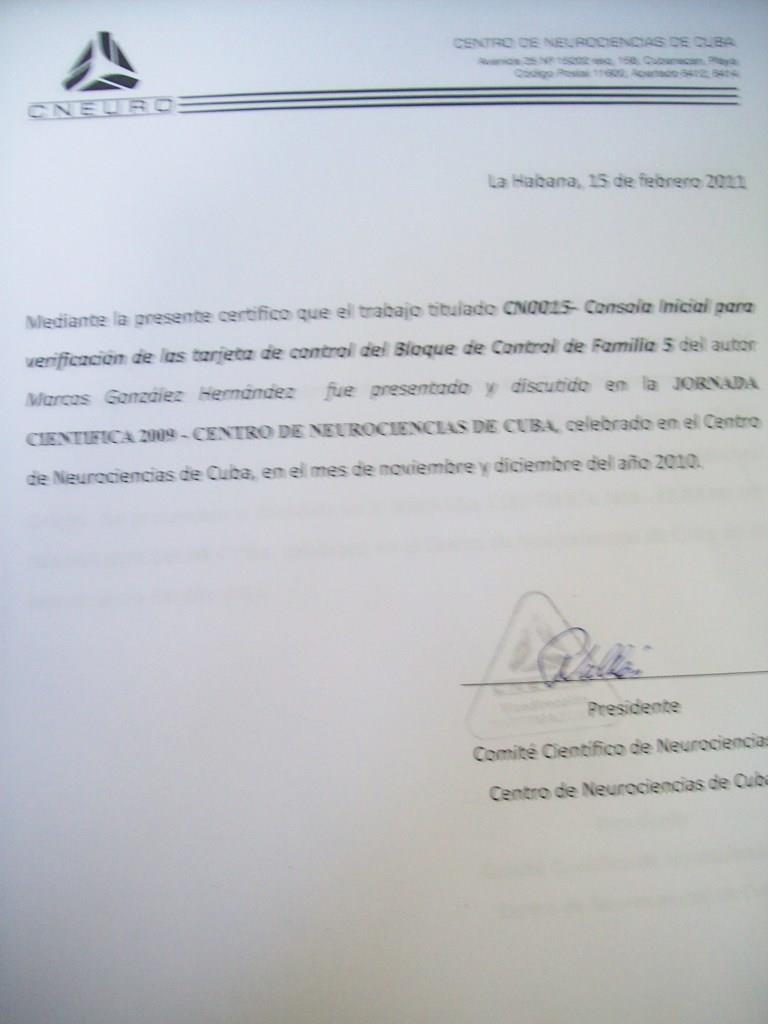 CENTRO DE NEUROCIENCIAS DE CUBA
Avenida 25 Nº 15202 esq. 158, Cubanacan, Playa
Código Postal 11600, Apartado 6412, 6414
CNEURO
La Habana, 15 de febrero 2011
Mediante la presente certifico que el trabajo titulado CN0015- Consola Inicial para
verificación de las tarjeta de control del Bloque de Control de Familia 5 del autor
Marcos González Hernández fue presentado y discutido en la JORNADA
CIENTIFICA 2009 - CENTRO DE NEUROCIENCIAS DE CUBA, celebrado en el Centro
de Neurociencias de Cuba, en el mes de noviembre y diciembre del año 2010.
CNEURO
Presidente
Comité Científico de Neurociencias
Centro de Neurociencias de Cuba